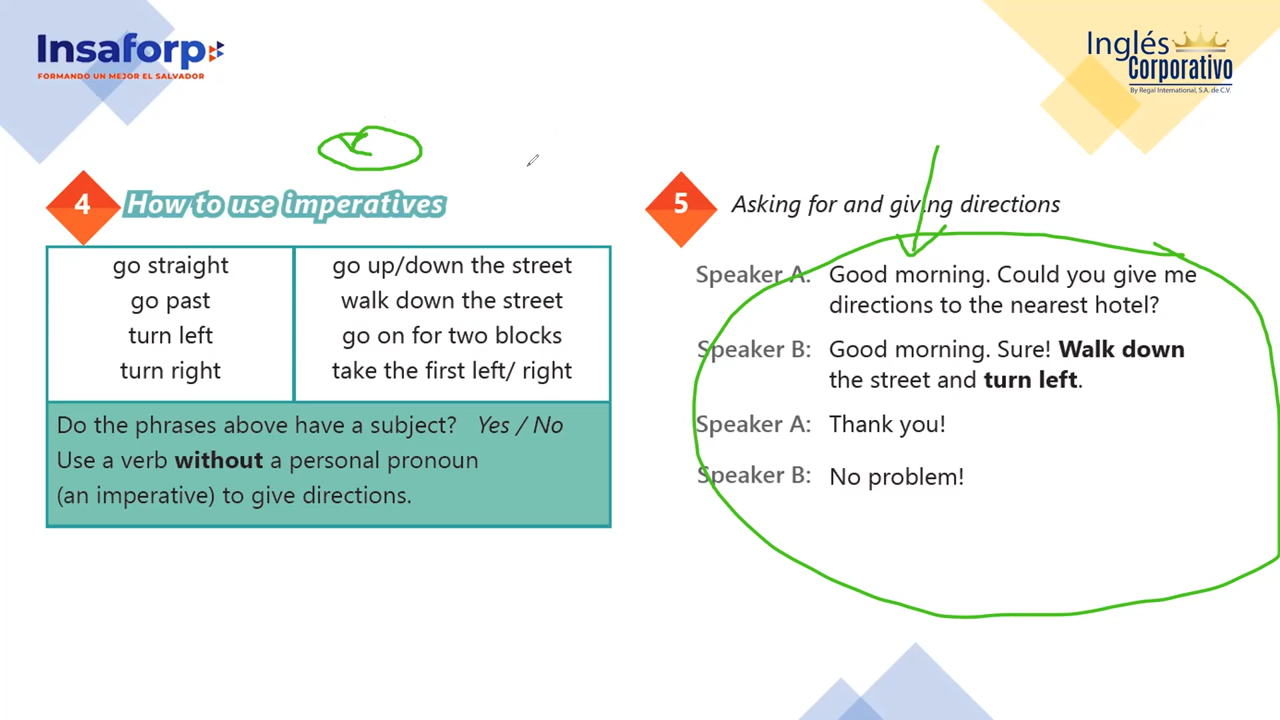 Insaforp
FORMANDO UN MEJOR EL SALVADOR
Inglés
Corporativo
By Regal International, S.A. de C.V.
4 How to use imperatives
go straight
go past
turn left
turn right
go up/down the street
walk down the street
go on for two blocks
take the first left/ right
Do the phrases above have a subject? Yes / No
Use a verb without a personal pronoun
(an imperative) to give directions.
5 Asking for and giving directions
Speaker A: Good morning. Could you give me
directions to the nearest hotel?
Speaker B: Good morning. Sure! Walk down
the street and turn left.
Speaker A: Thank you!
Speaker B: No problem!